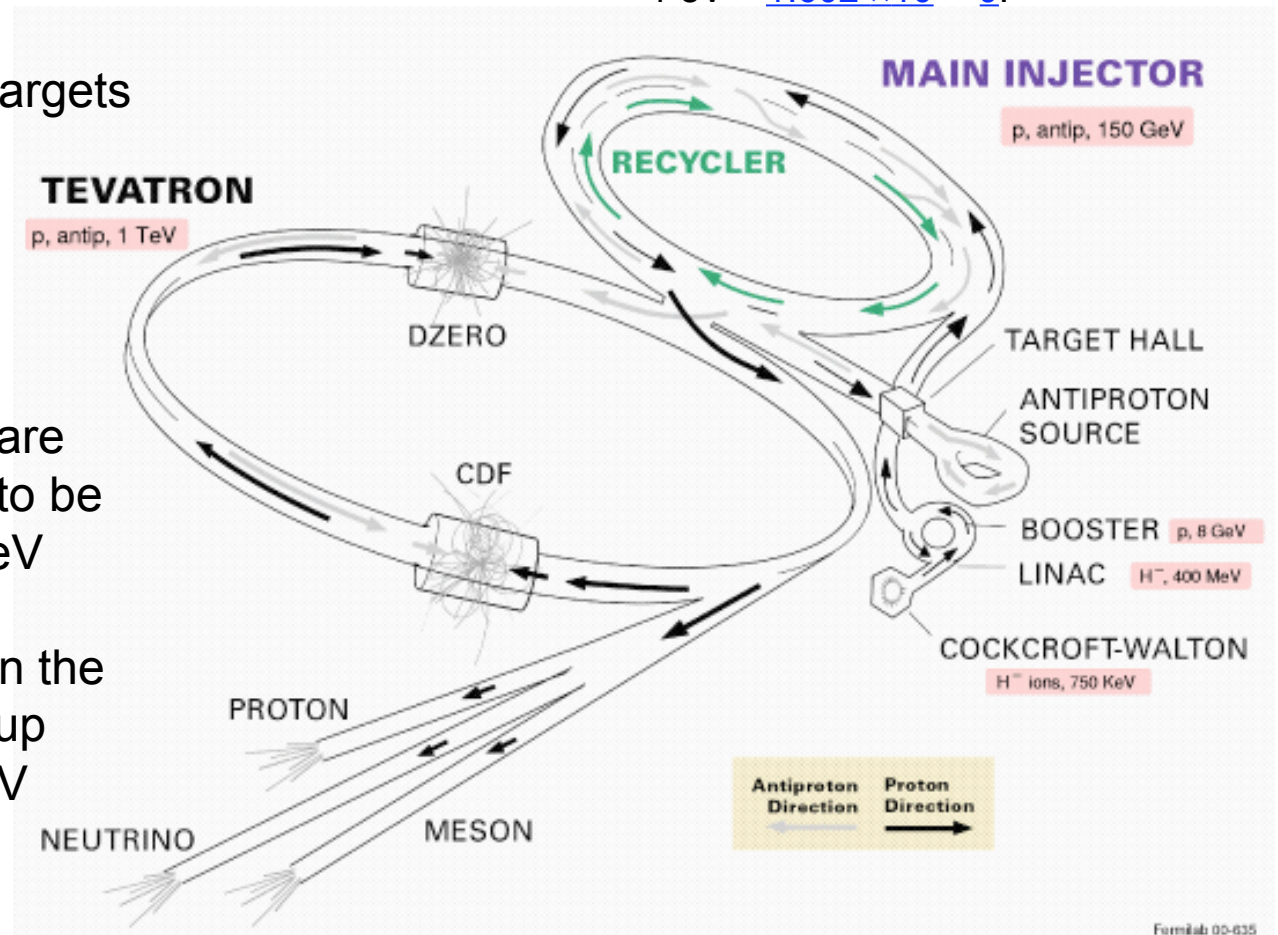 argets
MAIN INJECTOR
p, antip, 150 GeV
RECYCLER
TEVATRON
p, antip, 1 TeV
DZERO
TARGET HALL
ANTIPROTON
SOURCE
are
to be
eV
CDF
BOOSTER p, 8 GeV
LINAC H⁻, 400 MeV
COCKCROFT-WALTON
H⁻ ions, 750 KeV
n the
up
V
PROTON
NEUTRINO
MESON
Antiproton Direction
Proton Direction
Fermilab 00-635